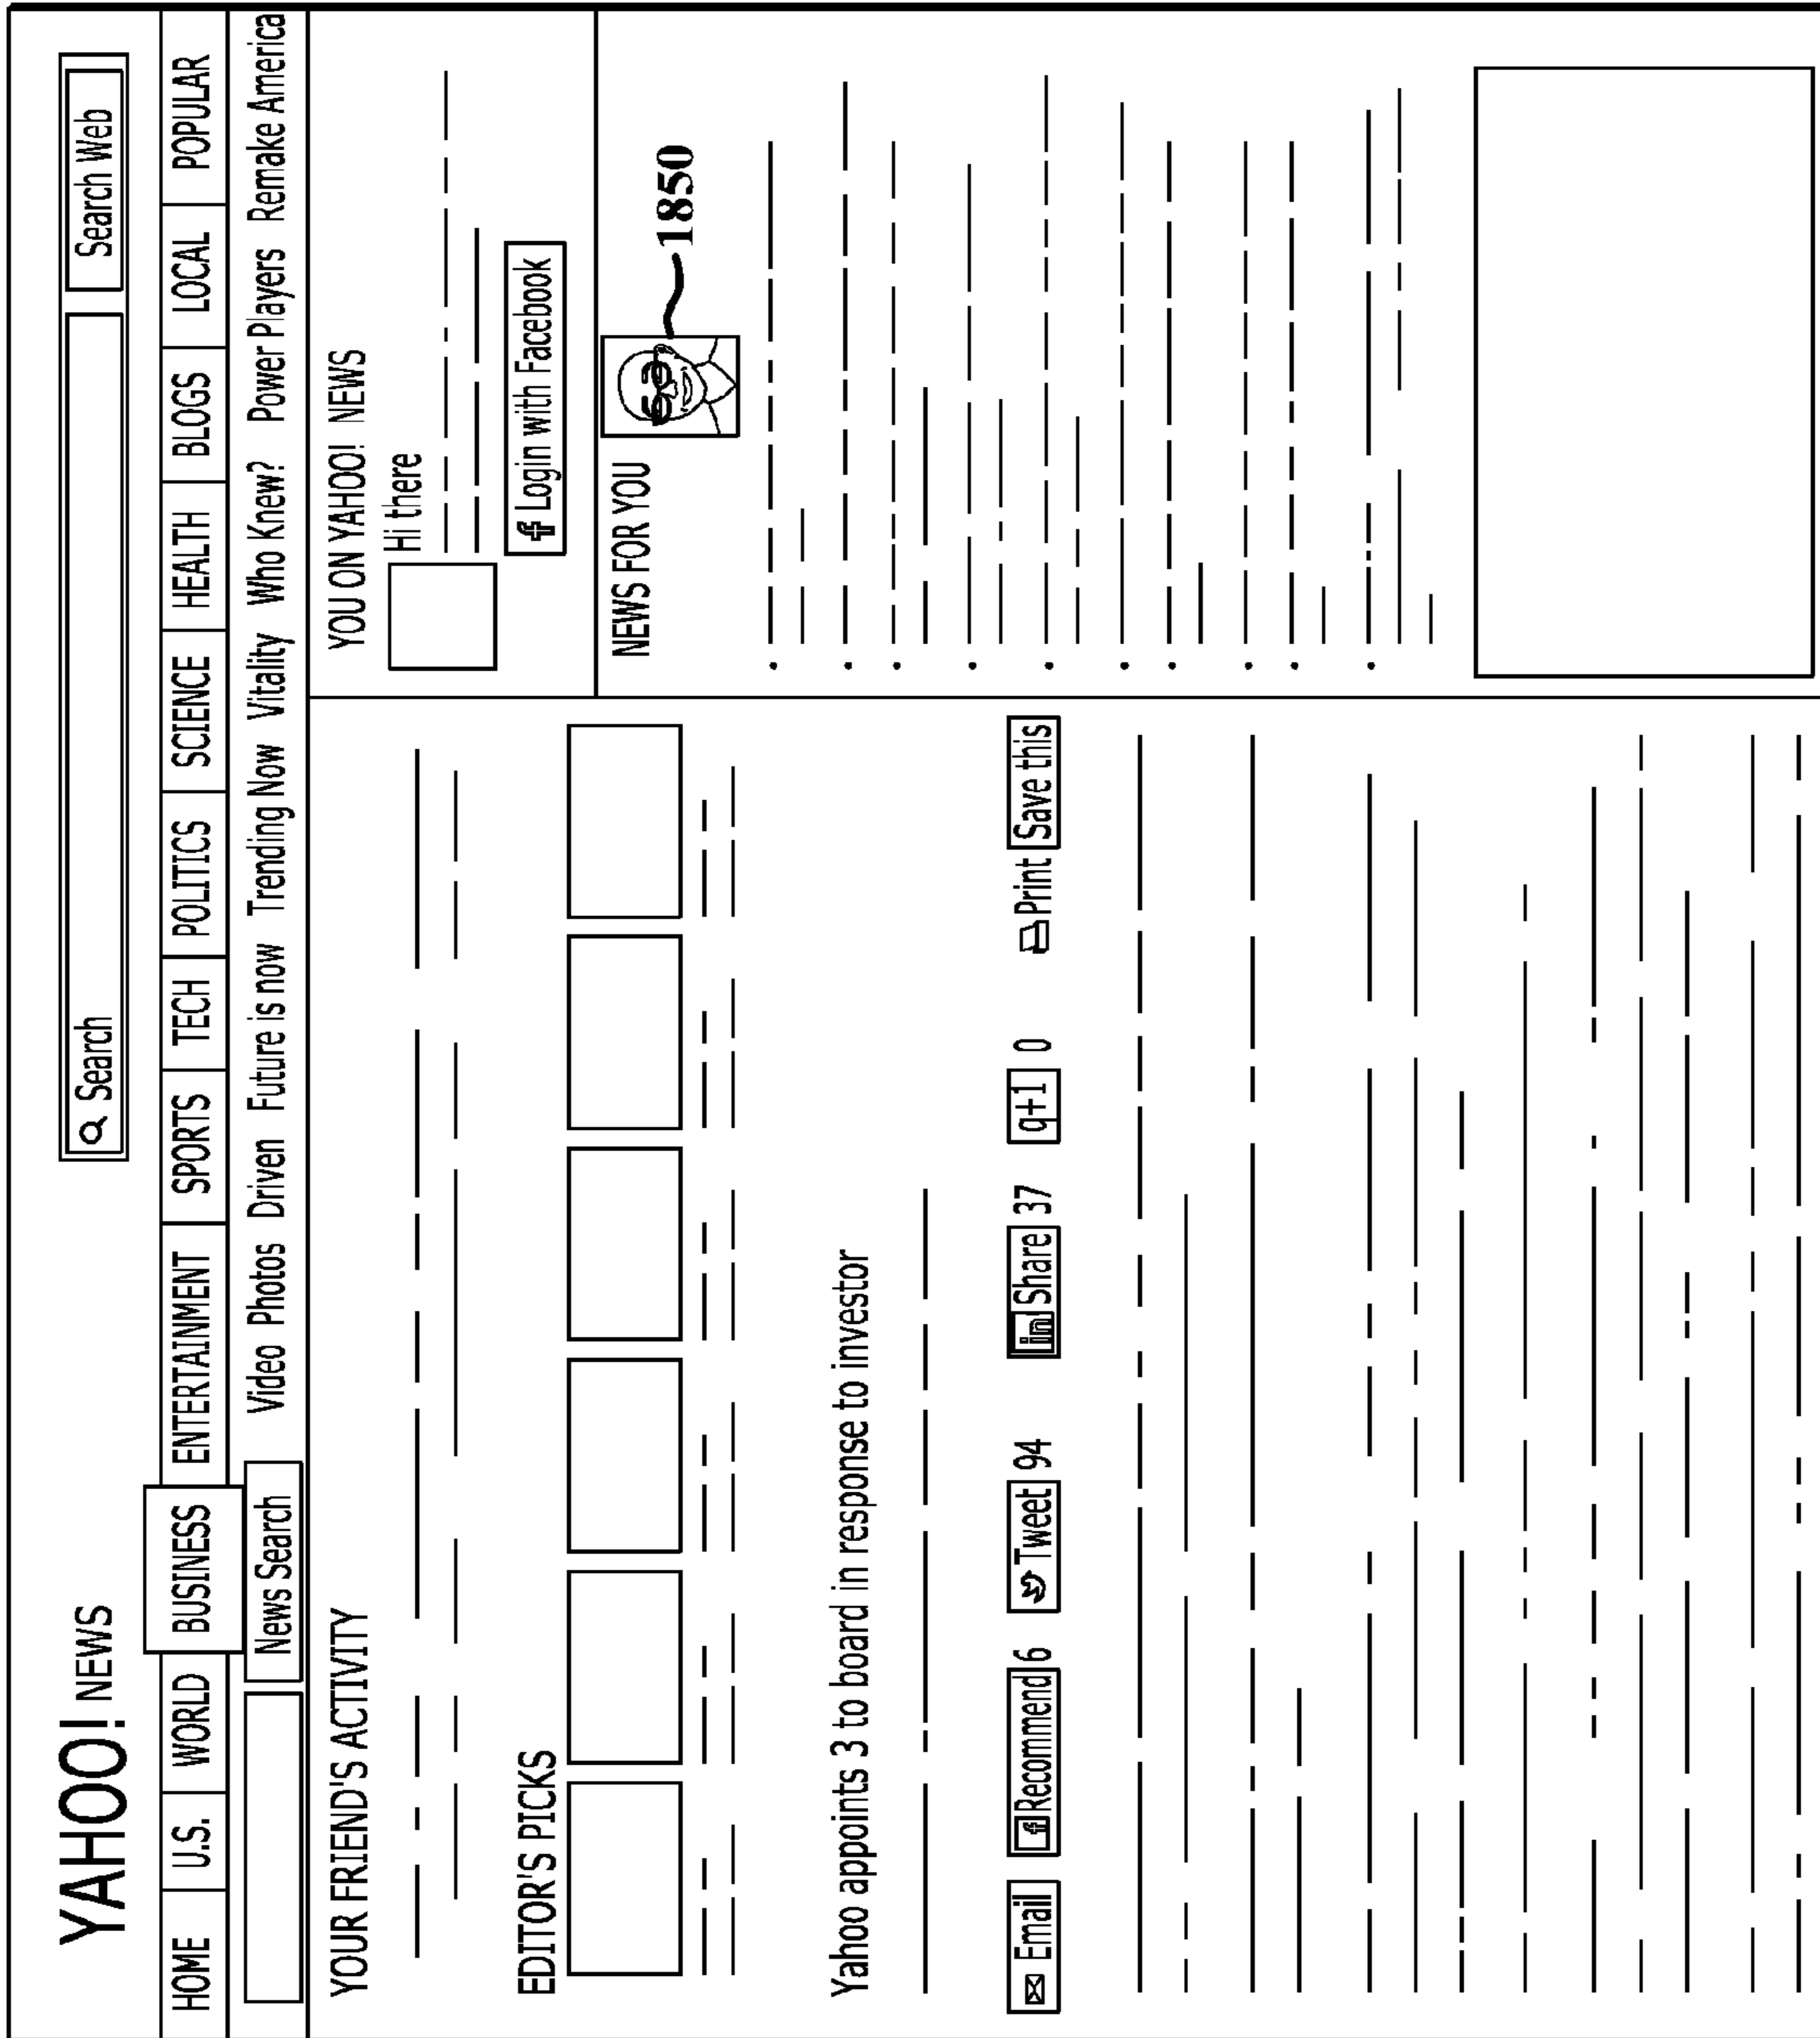 YAHOO! NEWS
Search
Search Web
HOME U.S. WORLD BUSINESS ENTERTAINMENT SPORTS TECH POLITICS SCIENCE HEALTH BLOGS LOCAL POPULAR
News Search Video Photos Driven Future is now Trending Now Vitality Who Knew? Power Players Remake America
YOUR FRIEND'S ACTIVITY
EDITOR'S PICKS
Yahoo appoints 3 to board in response to investor
Email f Recommend 6 Tweet 94 in Share 37 q+1 0 Print Save this
YOU ON YAHOO! NEWS
Hi there
f Login with Facebook
NEWS FOR YOU
1850